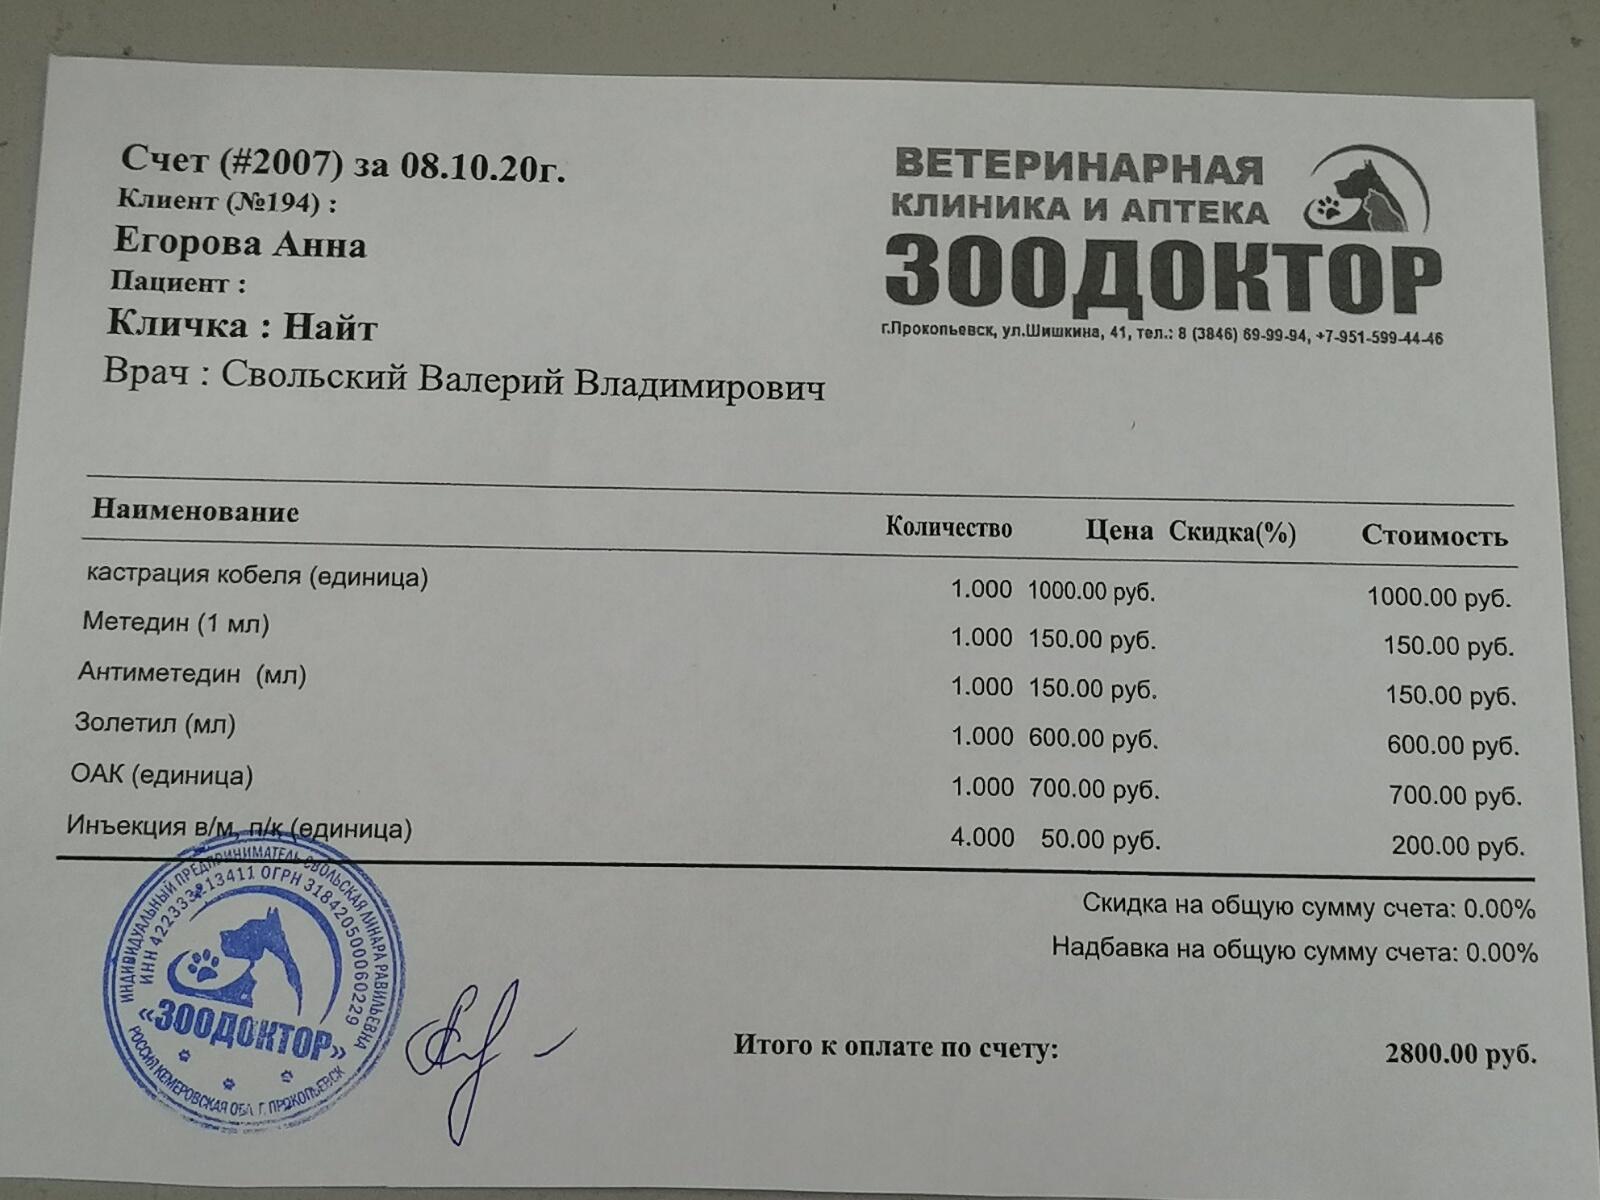 Счет (#2007) за 08.10.20г.
Клиент (№194) :
Егорова Анна
Пациент :
Кличка : Найт
Врач : Свольский Валерий Владимирович
ВЕТЕРИНАРНАЯ
КЛИНИКА И АПТЕКА
ЗООДОКТОР
г.Прокопьевск, ул.Шишкина, 41, тел.: 8 (3846) 69-99-94, +7-951-599-44-46
Наименование Количество Цена Скидка(%) Стоимость
кастрация кобеля (единица) 1.000 1000.00 руб. 1000.00 руб.
Метедин (1 мл) 1.000 150.00 руб. 150.00 руб.
Антиметедин (мл) 1.000 150.00 руб. 150.00 руб.
Золетил (мл) 1.000 600.00 руб. 600.00 руб.
ОАК (единица) 1.000 700.00 руб. 700.00 руб.
Инъекция в/м, п/к (единица) 4.000 50.00 руб. 200.00 руб.
Скидка на общую сумму счета: 0.00%
Надбавка на общую сумму счета: 0.00%
Итого к оплате по счету: 2800.00 руб.
ИНДИВИДУАЛЬНЫЙ ПРЕДПРИНИМАТЕЛЬ СВОЛЬСКАЯ ЛИНАРА РАВИЛЬЕВНА
ИНН ОГРН 318420500060229
«ЗООДОКТОР»
РОССИЯ КЕМЕРОВСКАЯ ОБЛ. Г. ПРОКОПЬЕВСК